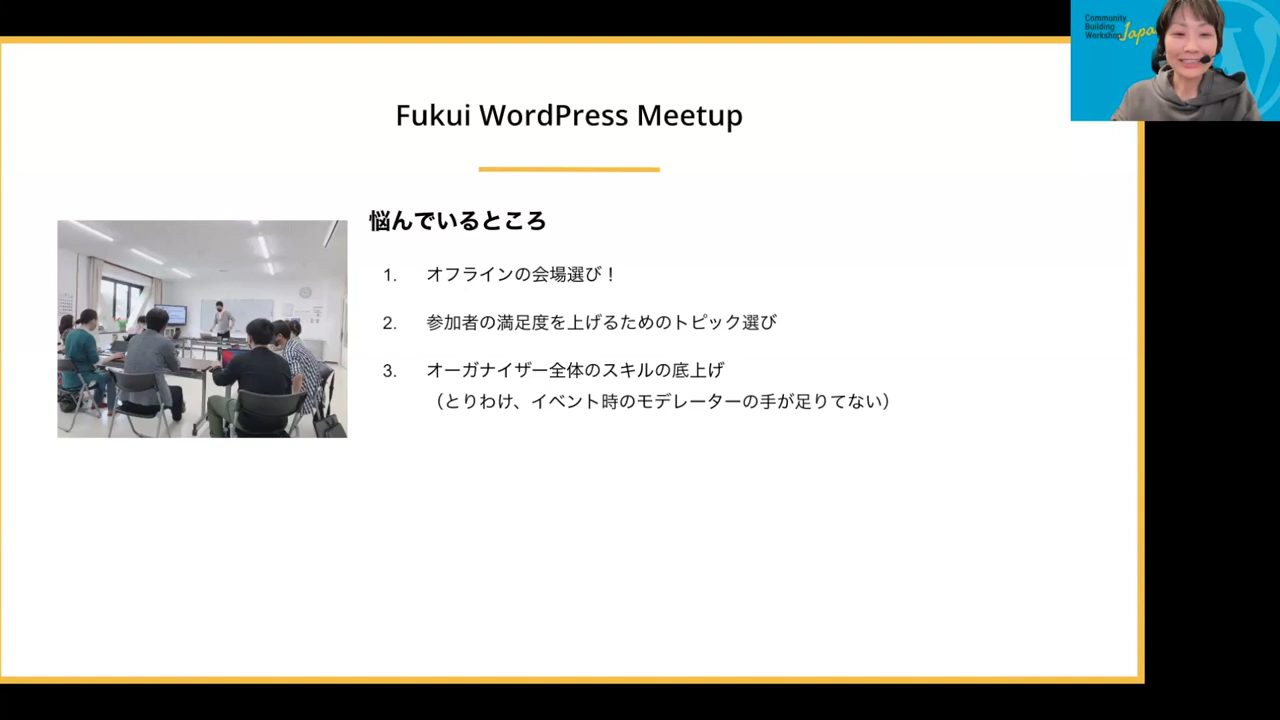 Community
Building
Workshop
Japan
Fukui WordPress Meetup
悩んでいるところ
1. オフラインの会場選び！
2. 参加者の満足度を上げるためのトピック選び
3. オーガナイザー全体のスキルの底上げ
（とりわけ、イベント時のモデレーターの手が足りてない）